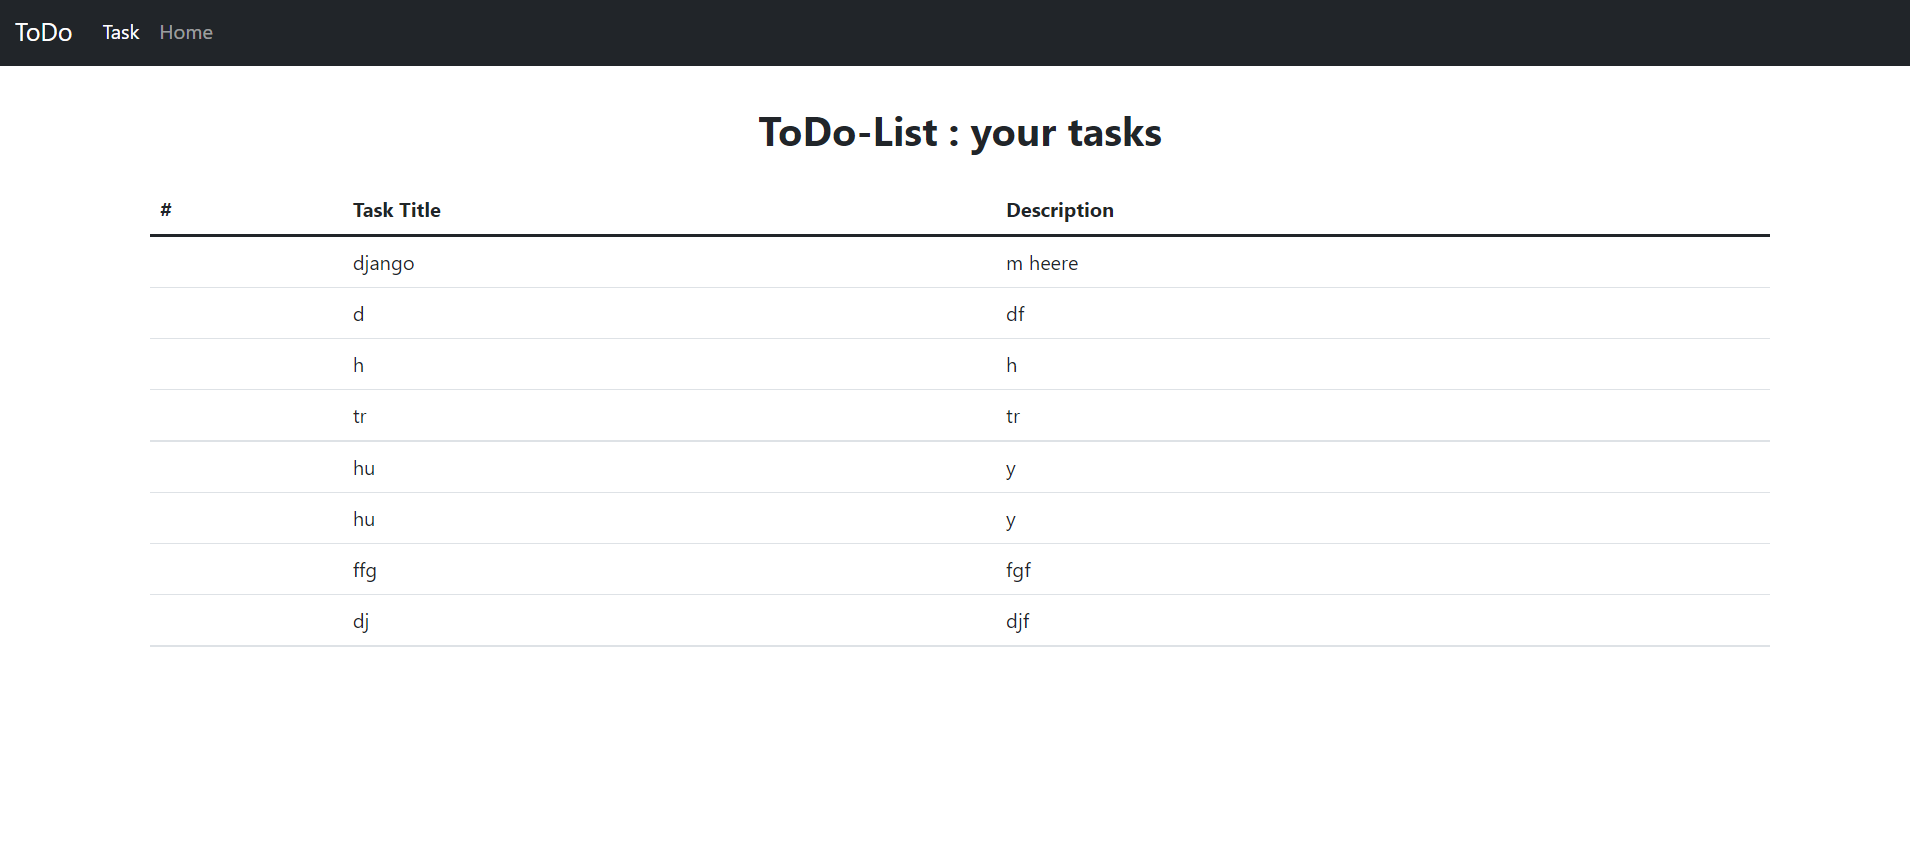 ToDo Task Home
ToDo-List : your tasks
# Task Title Description
django m heere
d df
h h
tr tr
hu y
hu y
ffg fgf
dj djf